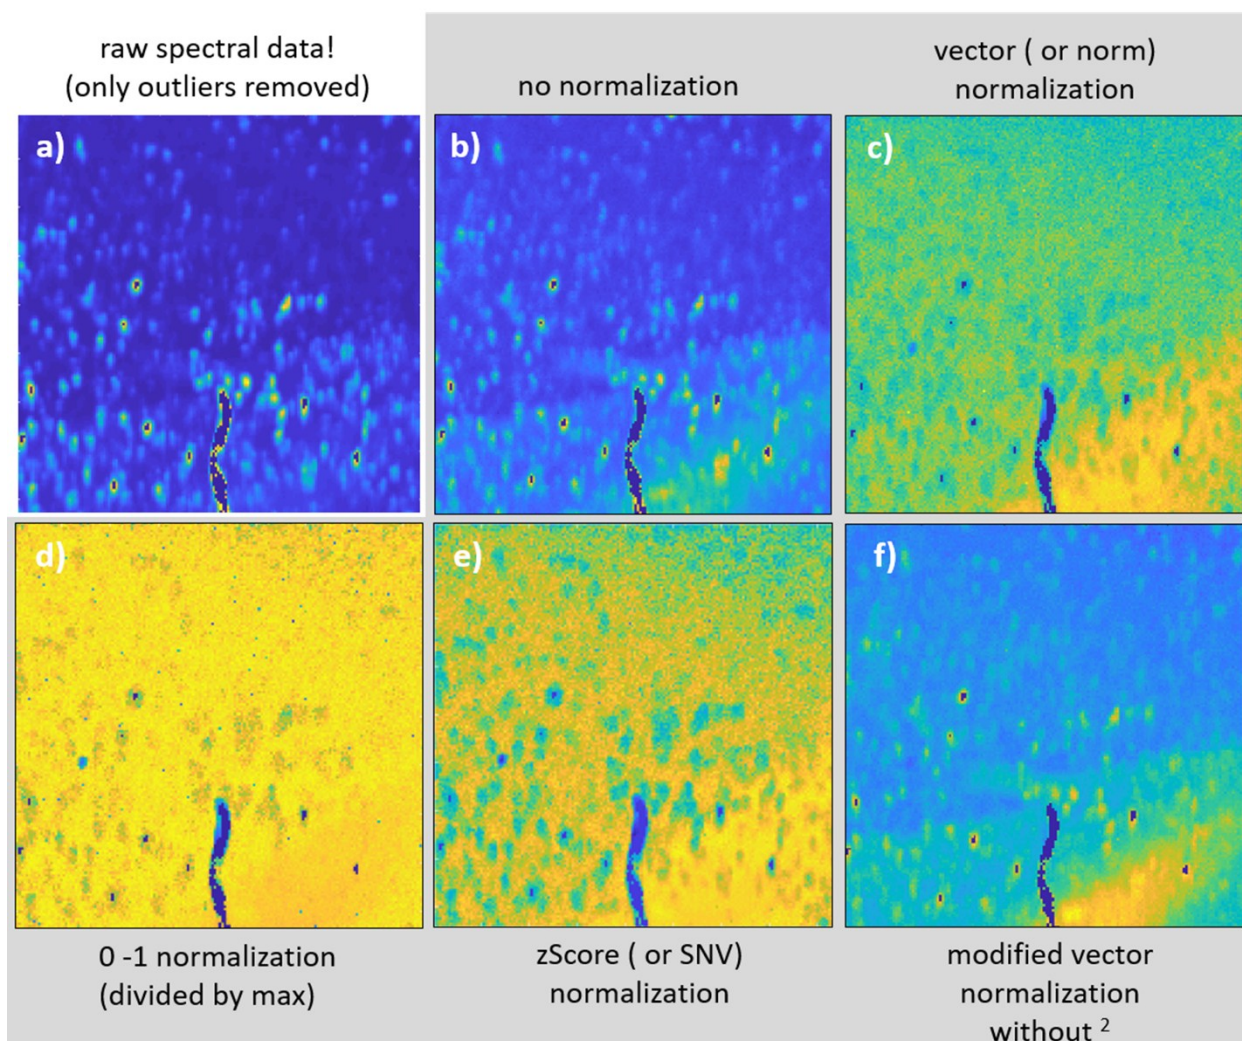 raw spectral data!
(only outliers removed)
no normalization
vector ( or norm)
normalization
a)
b)
c)
d)
e)
f)
0 -1 normalization
(divided by max)
zScore ( or SNV)
normalization
modified vector
normalization
without ²